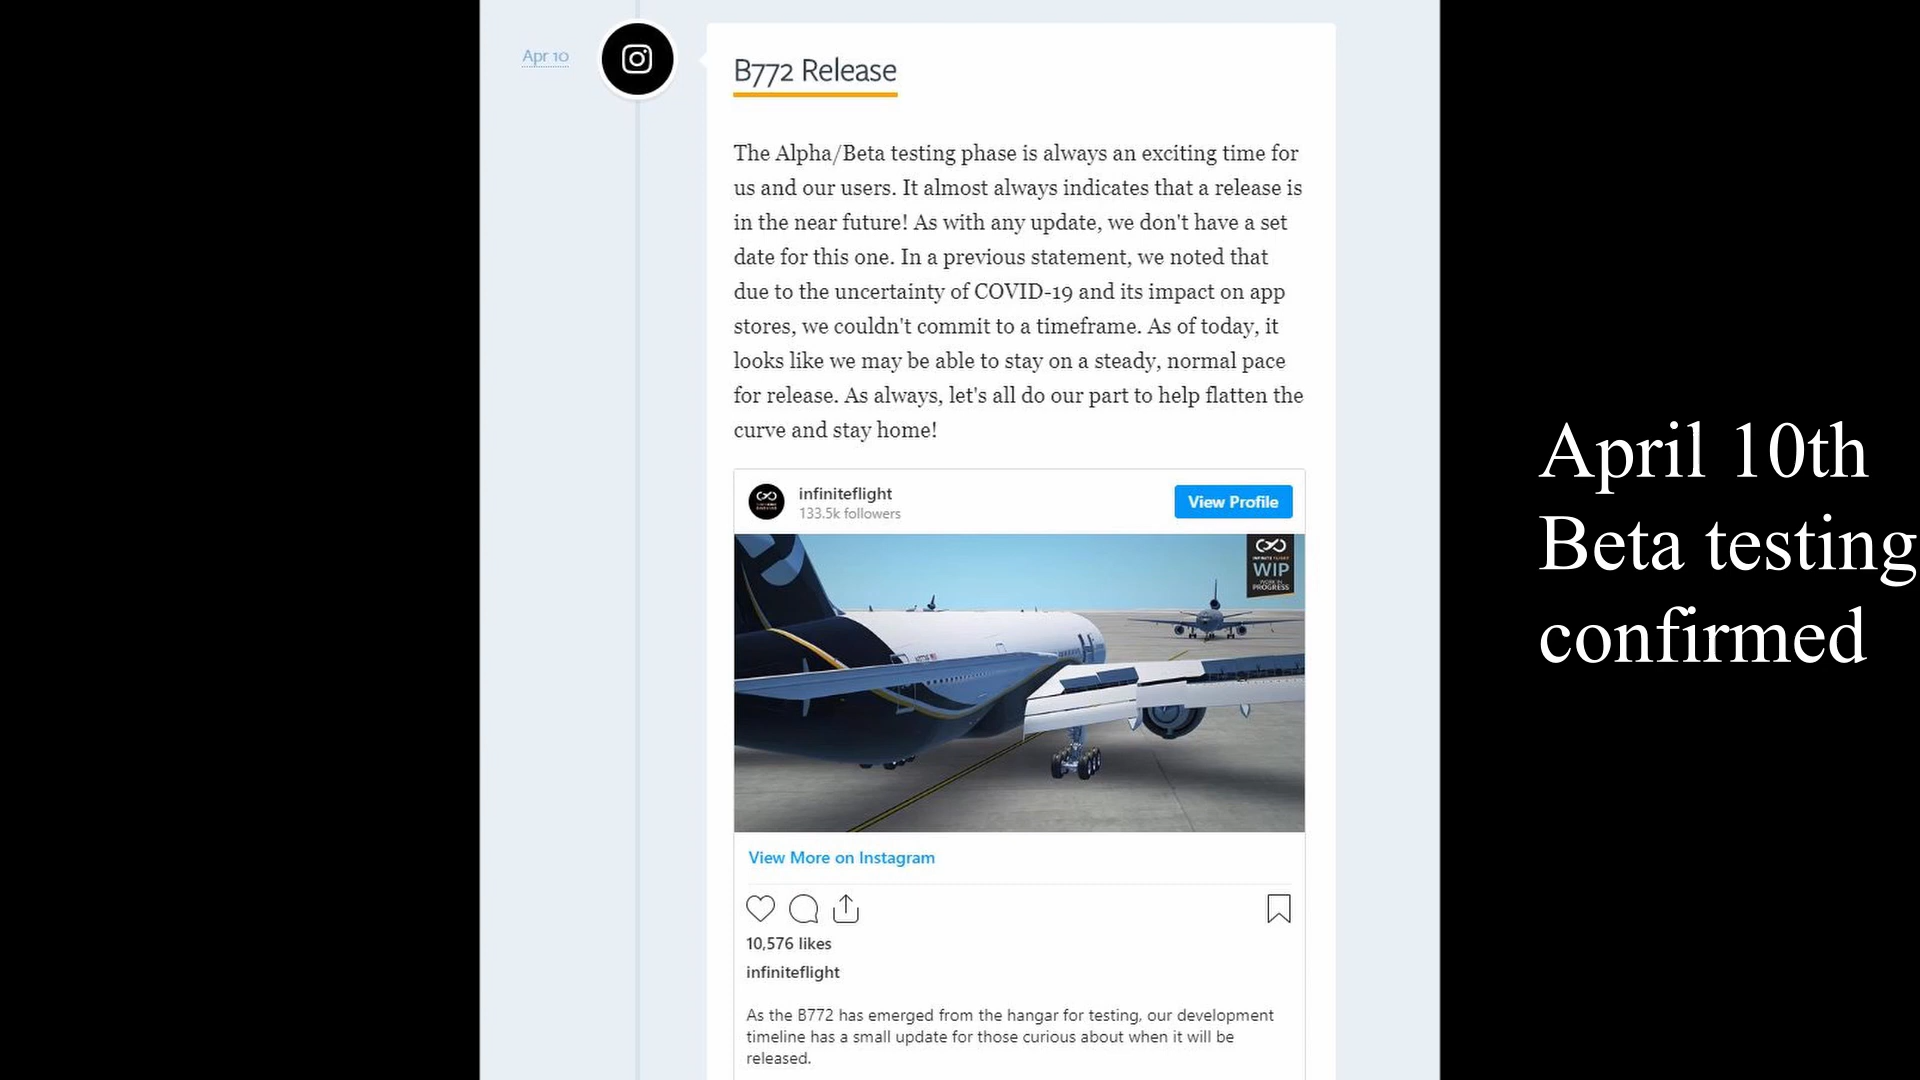 Apr 10
B772 Release
The Alpha/Beta testing phase is always an exciting time for
us and our users. It almost always indicates that a release is
in the near future! As with any update, we don't have a set
date for this one. In a previous statement, we noted that
due to the uncertainty of COVID-19 and its impact on app
stores, we couldn't commit to a timeframe. As of today, it
looks like we may be able to stay on a steady, normal pace
for release. As always, let's all do our part to help flatten the
curve and stay home!
infiniteflight
133.5k followers
View Profile
INFINITE FLIGHT
WIP
WORK IN
PROGRESS
View More on Instagram
10,576 likes
infiniteflight
As the B772 has emerged from the hangar for testing, our development
timeline has a small update for those curious about when it will be
released.
April 10th
Beta testing
confirmed